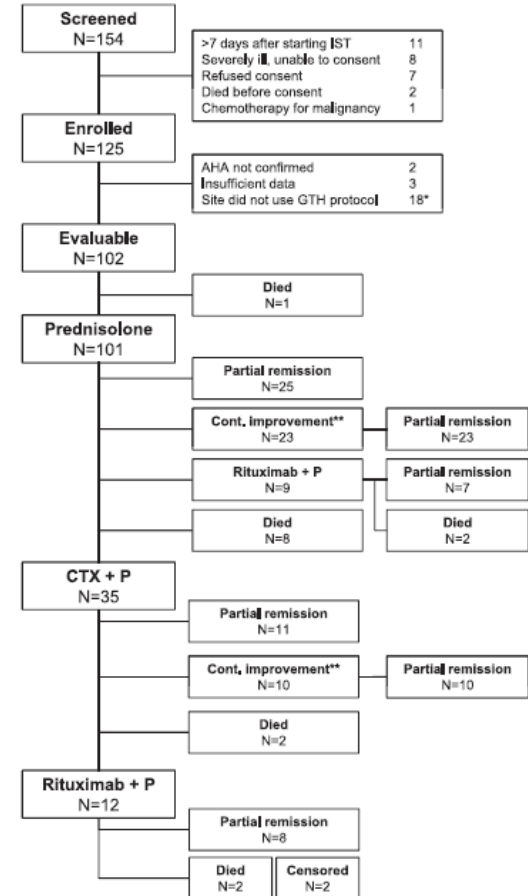 Screened
N=154
>7 days after starting IST 11
Severely ill, unable to consent 8
Refused consent 7
Died before consent 2
Chemotherapy for malignancy 1
Enrolled
N=125
AHA not confirmed 2
Insufficient data 3
Site did not use GTH protocol 18*
Evaluable
N=102
Died
N=1
Prednisolone
N=101
Partial remission
N=25
Cont. improvement**
N=23
Partial remission
N=23
Rituximab + P
N=9
Partial remission
N=7
Died
N=8
Died
N=2
CTX + P
N=35
Partial remission
N=11
Cont. improvement**
N=10
Partial remission
N=10
Died
N=2
Rituximab + P
N=12
Partial remission
N=8
Died
N=2
Censored
N=2